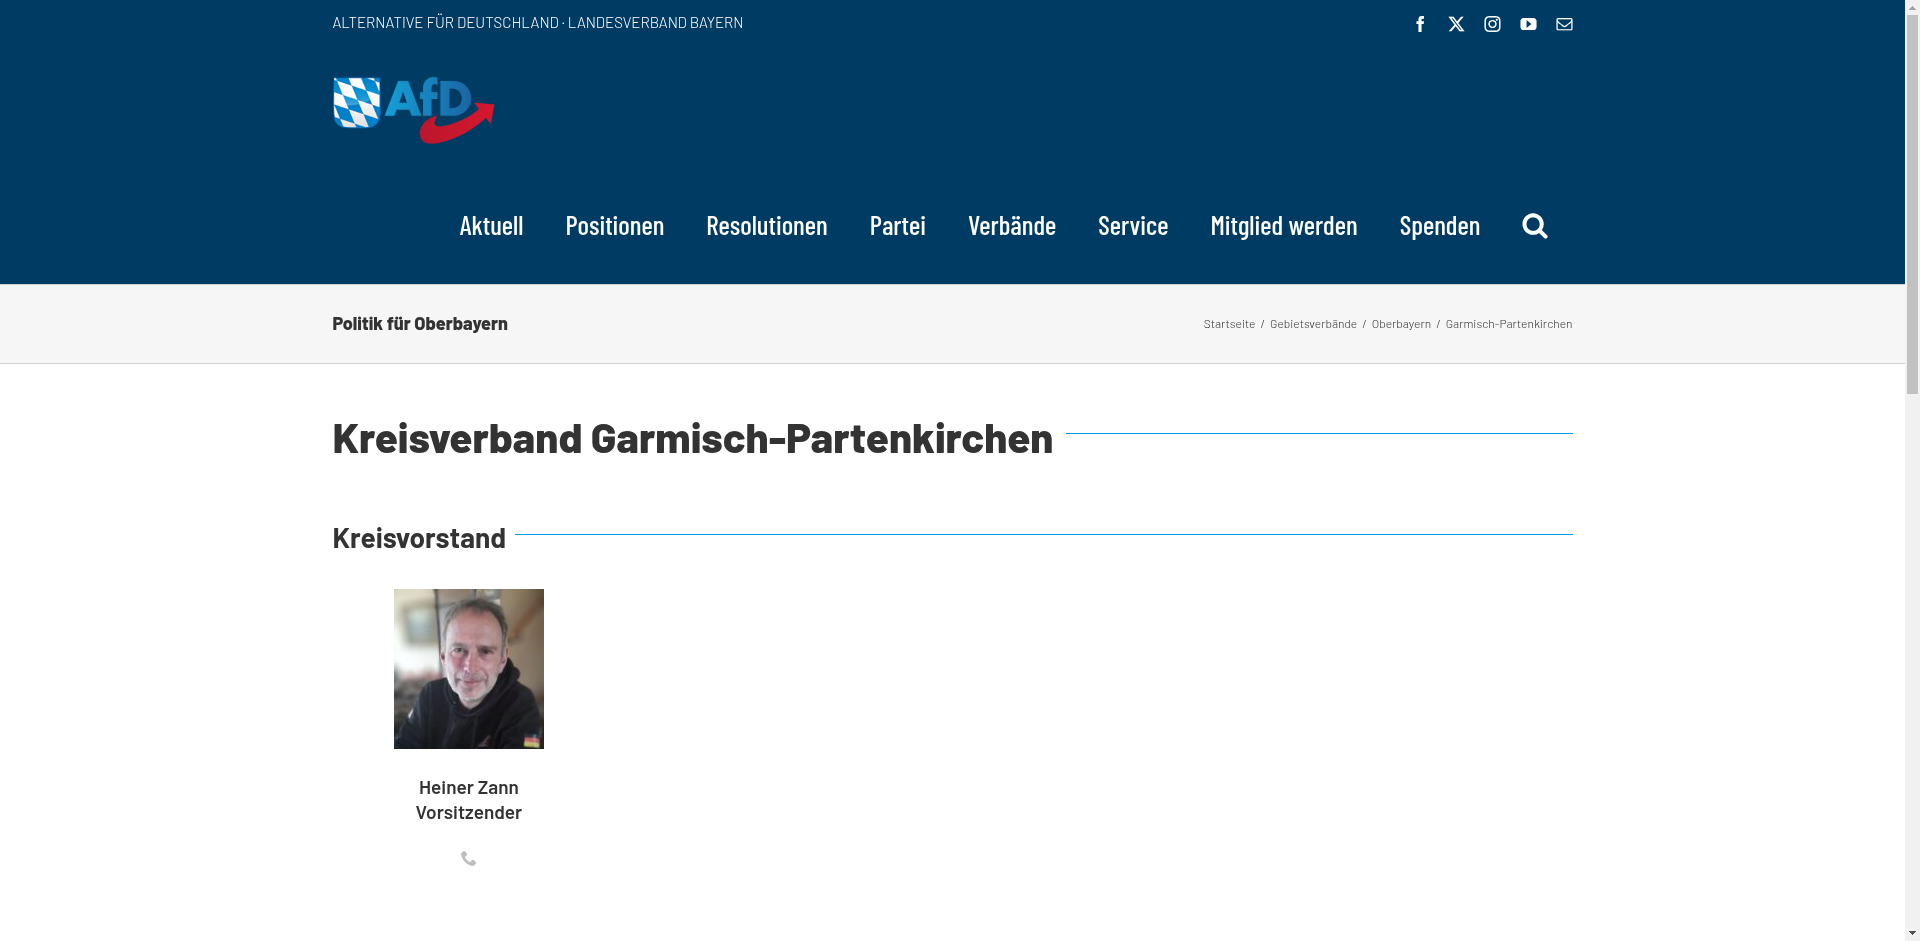 ALTERNATIVE FÜR DEUTSCHLAND · LANDESVERBAND BAYERN
AfD
Aktuell Positionen Resolutionen Partei Verbände Service Mitglied werden Spenden
Politik für Oberbayern
Startseite / Gebietsverbände / Oberbayern / Garmisch-Partenkirchen
Kreisverband Garmisch-Partenkirchen
Kreisvorstand
Heiner Zann
Vorsitzender